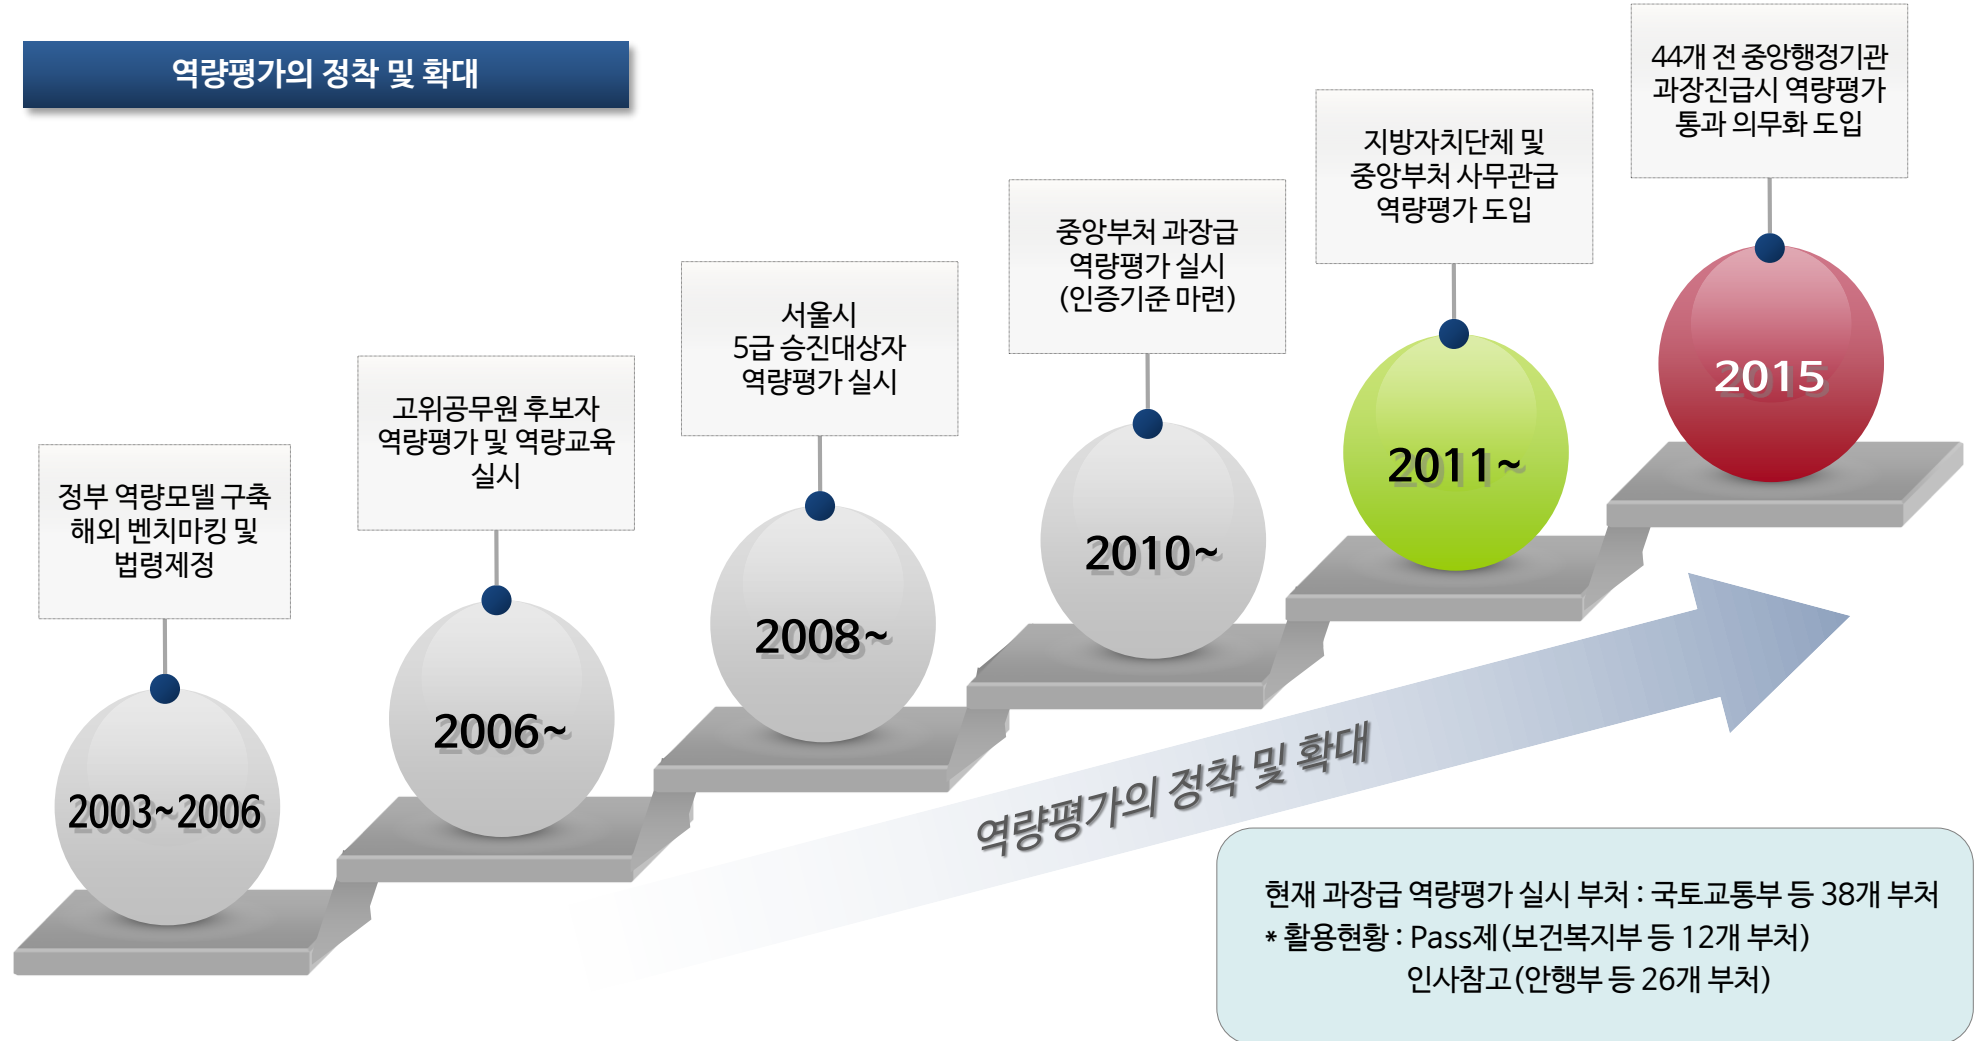 역량평가의 정착 및 확대
정부 역량모델 구축
해외 벤치마킹 및
법령제정
2003~2006
고위공무원 후보자
역량평가 및 역량교육
실시
2006~
서울시
5급 승진대상자
역량평가 실시
2008~
중앙부처 과장급
역량평가 실시
(인증기준 마련)
2010~
지방자치단체 및
중앙부처 사무관급
역량평가 도입
2011~
44개 전 중앙행정기관
과장진급시 역량평가
통과 의무화 도입
2015
역량평가의 정착 및 확대
현재 과장급 역량평가 실시 부처 : 국토교통부 등 38개 부처
* 활용현황 : Pass제(보건복지부 등 12개 부처)
인사참고(안행부 등 26개 부처)